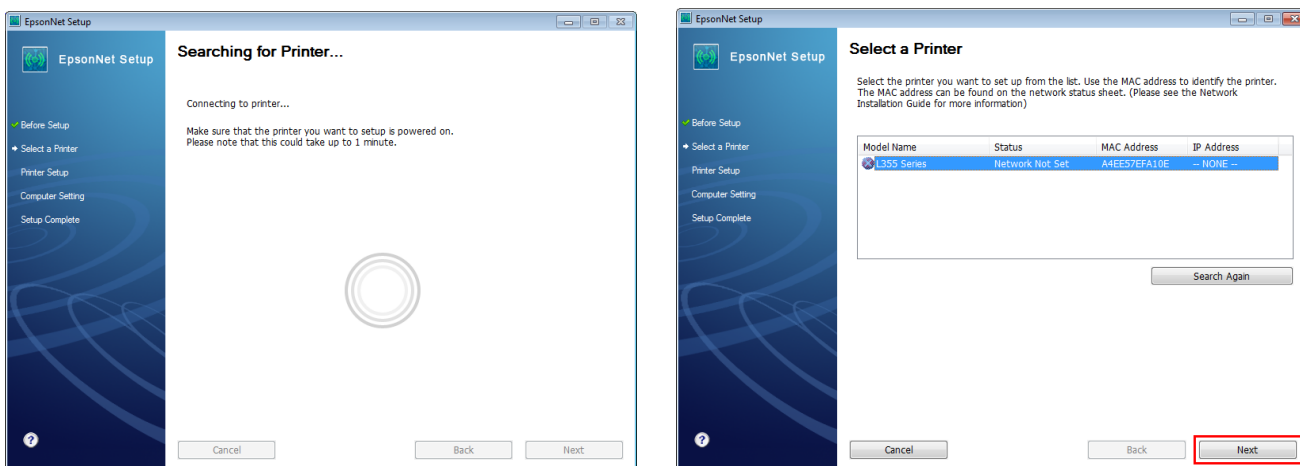 EpsonNet Setup
EpsonNet Setup
Searching for Printer...
Connecting to printer...
Make sure that the printer you want to setup is powered on.
Please note that this could take up to 1 minute.
Before Setup
Select a Printer
Printer Setup
Computer Setting
Setup Complete
?
Cancel
Back
Next
EpsonNet Setup
EpsonNet Setup
Select a Printer
Select the printer you want to set up from the list. Use the MAC address to identify the printer.
The MAC address can be found on the network status sheet. (Please see the Network
Installation Guide for more information)
Before Setup
Select a Printer
Printer Setup
Computer Setting
Setup Complete
Model Name Status MAC Address IP Address
L355 Series Network Not Set A4EE57EFA10E -- NONE --
Search Again
?
Cancel
Back
Next